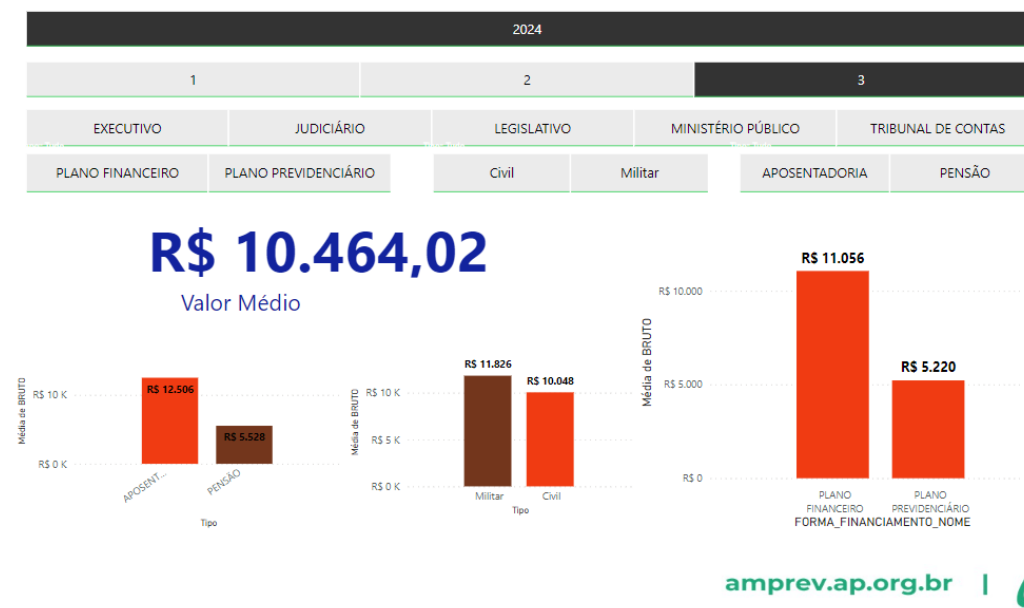 2024
1 2 3
EXECUTIVO JUDICIÁRIO LEGISLATIVO MINISTÉRIO PÚBLICO TRIBUNAL DE CONTAS
PLANO FINANCEIRO PLANO PREVIDENCIÁRIO Civil Militar APOSENTADORIA PENSÃO
R$ 10.464,02
Valor Médio
Média de BRUTO
R$ 10 K
R$ 0 K
R$ 12.506
R$ 5.528
APOSENT...
PENSÃO
Tipo
Média de BRUTO
R$ 10 K
R$ 5 K
R$ 0 K
R$ 11.826
R$ 10.048
Militar Civil
Tipo
Média de BRUTO
R$ 10.000
R$ 5.000
R$ 0
R$ 11.056
R$ 5.220
PLANO
FINANCEIRO
PLANO
PREVIDENCIÁRIO
FORMA_FINANCIAMENTO_NOME
amprev.ap.org.br |